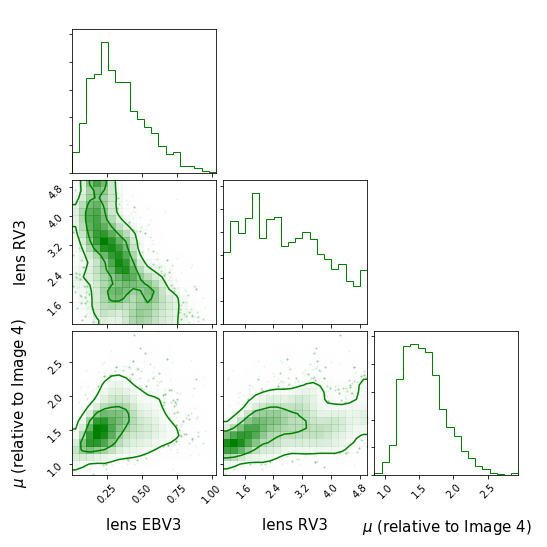 lens RV3
4.8
4.0
3.2
2.4
1.6
μ (relative to Image 4)
2.5
2.0
1.5
1.0
0.25 0.50 0.75 1.00
1.6 2.4 3.2 4.0 4.8
1.0 1.5 2.0 2.5
lens EBV3 lens RV3 μ (relative to Image 4)